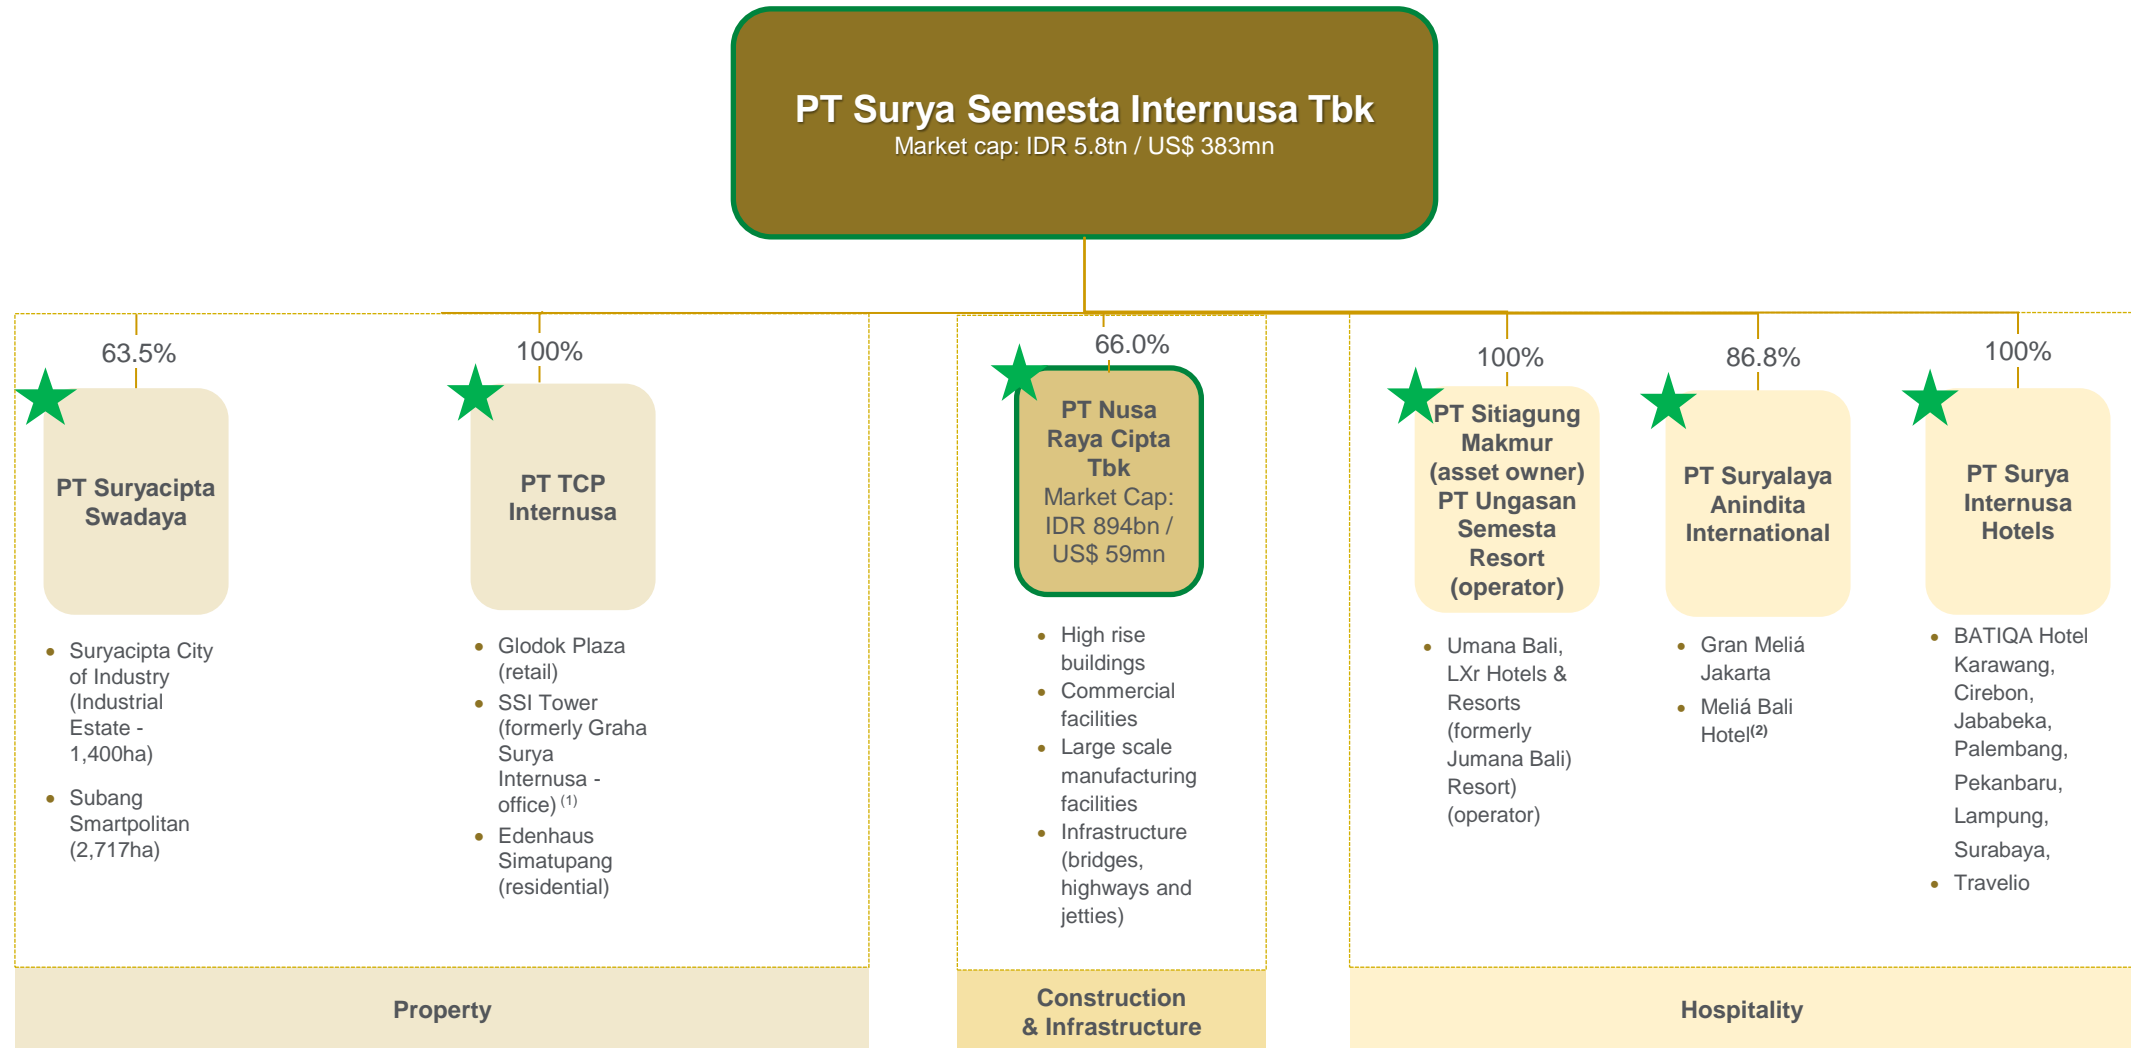 PT Surya Semesta Internusa Tbk
Market cap: IDR 5.8tn / US$ 383mn
63.5%
PT Suryacipta
Swadaya
• Suryacipta City
of Industry
(Industrial
Estate -
1,400ha)
• Subang
Smartpolitan
(2,717ha)
100%
PT TCP
Internusa
• Glodok Plaza
(retail)
• SSI Tower
(formerly Graha
Surya
Internusa -
office) (1)
• Edenhaus
Simatupang
(residential)
Property
66.0%
PT Nusa
Raya Cipta
Tbk
Market Cap:
IDR 894bn /
US$ 59mn
• High rise
buildings
• Commercial
facilities
• Large scale
manufacturing
facilities
• Infrastructure
(bridges,
highways and
jetties)
Construction
& Infrastructure
100%
PT Sitiagung
Makmur
(asset owner)
PT Ungasan
Semesta
Resort
(operator)
• Umana Bali,
LXr Hotels &
Resorts
(formerly
Jumana Bali)
Resort)
(operator)
86.8%
PT Suryalaya
Anindita
International
• Gran Meliá
Jakarta
• Meliá Bali
Hotel(2)
100%
PT Surya
Internusa
Hotels
• BATIQA Hotel
Karawang,
Cirebon,
Jababeka,
Palembang,
Pekanbaru,
Lampung,
Surabaya,
• Travelio
Hospitality